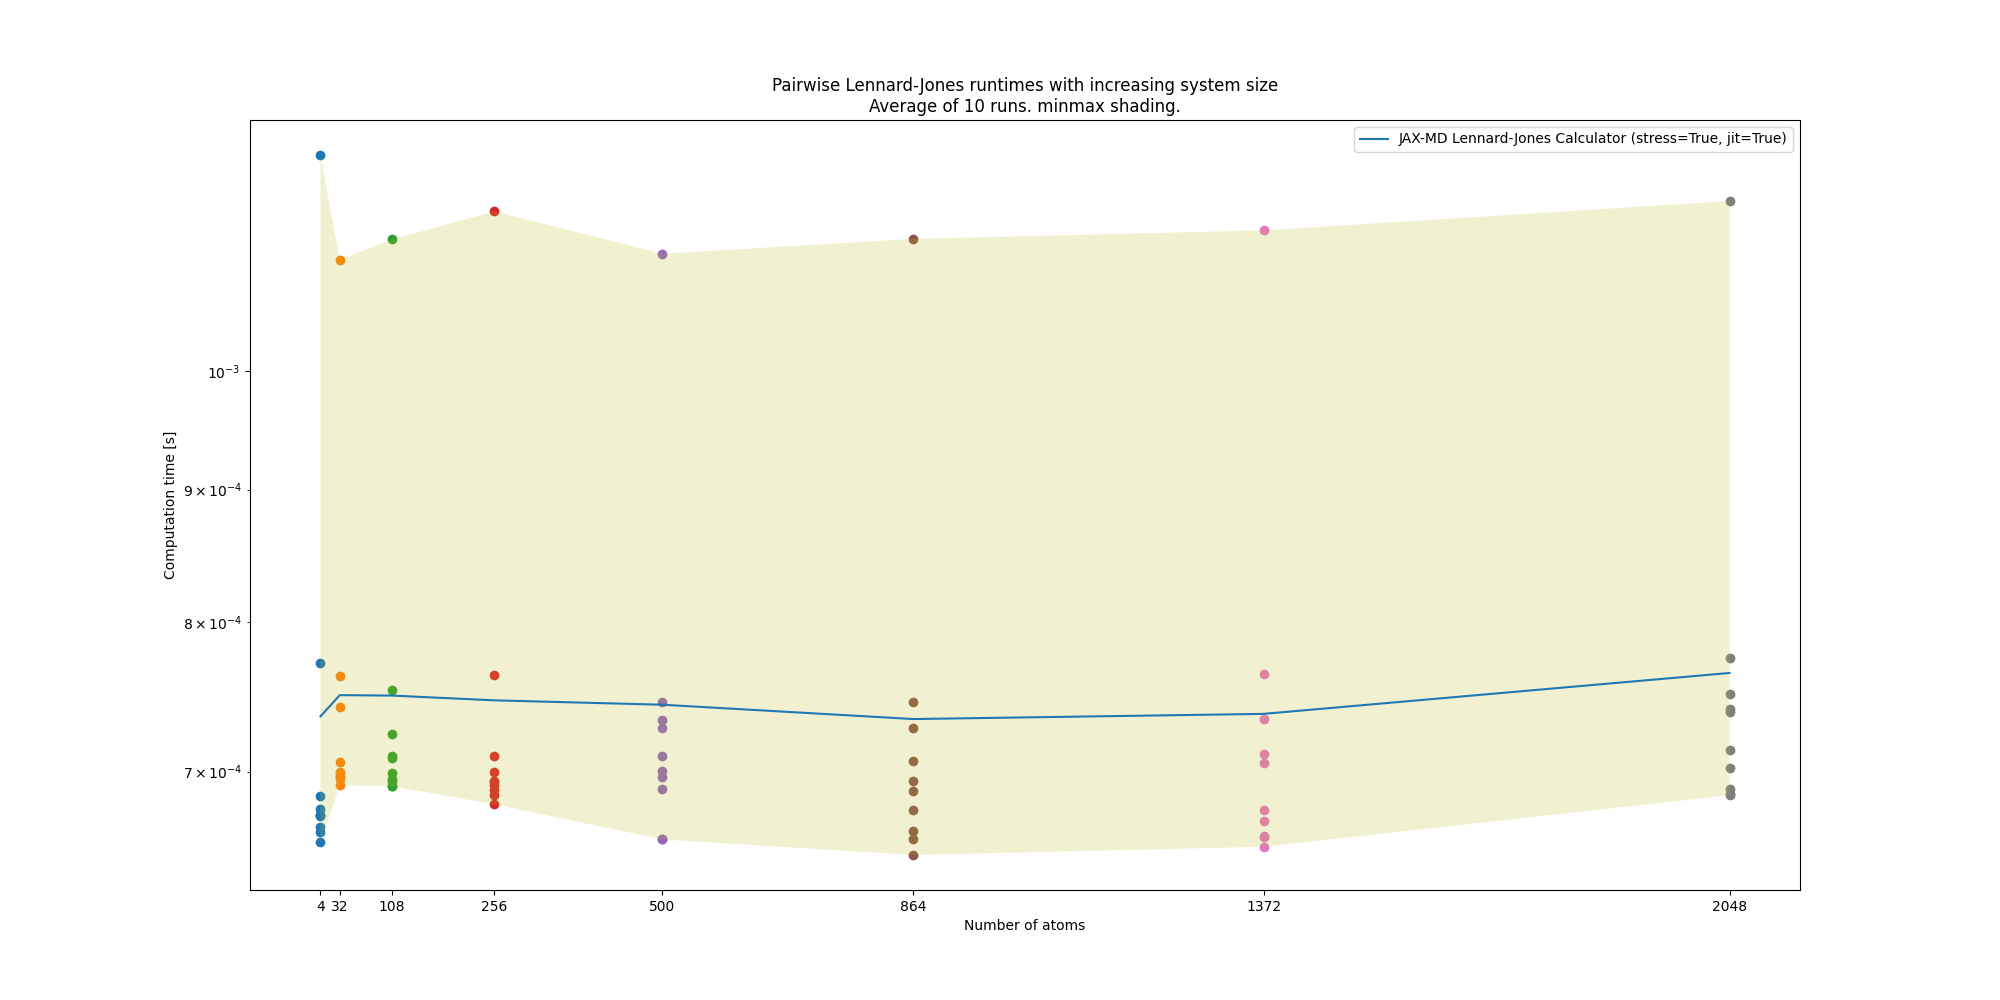 Pairwise Lennard-Jones runtimes with increasing system size
Average of 10 runs. minmax shading.
JAX-MD Lennard-Jones Calculator (stress=True, jit=True)
Computation time [s]
10⁻³
9 × 10⁻⁴
8 × 10⁻⁴
7 × 10⁻⁴
4 32 108 256 500 864 1372 2048
Number of atoms